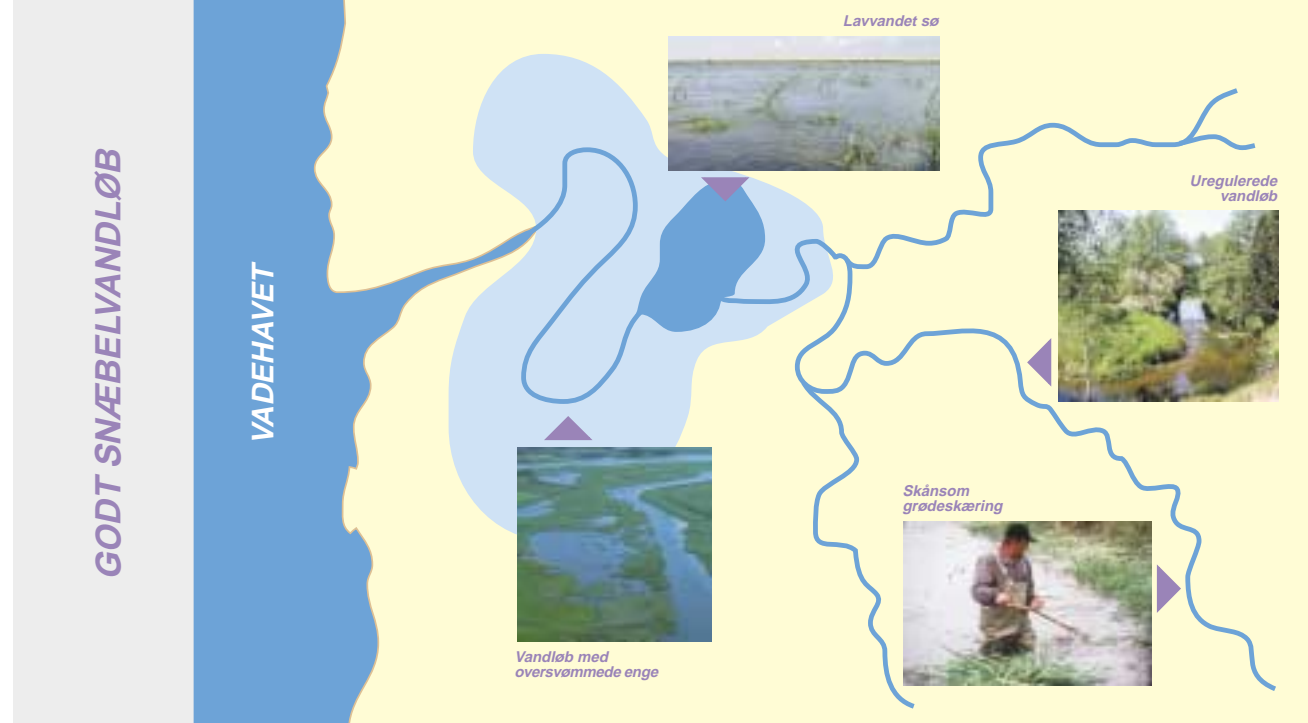 GODT SNÆBELVANDLØB
VADEHAVET
Lavvandet sø
Uregulerede
vandløb
Skånsom
grødeskæring
Vandløb med
oversvømmede enge